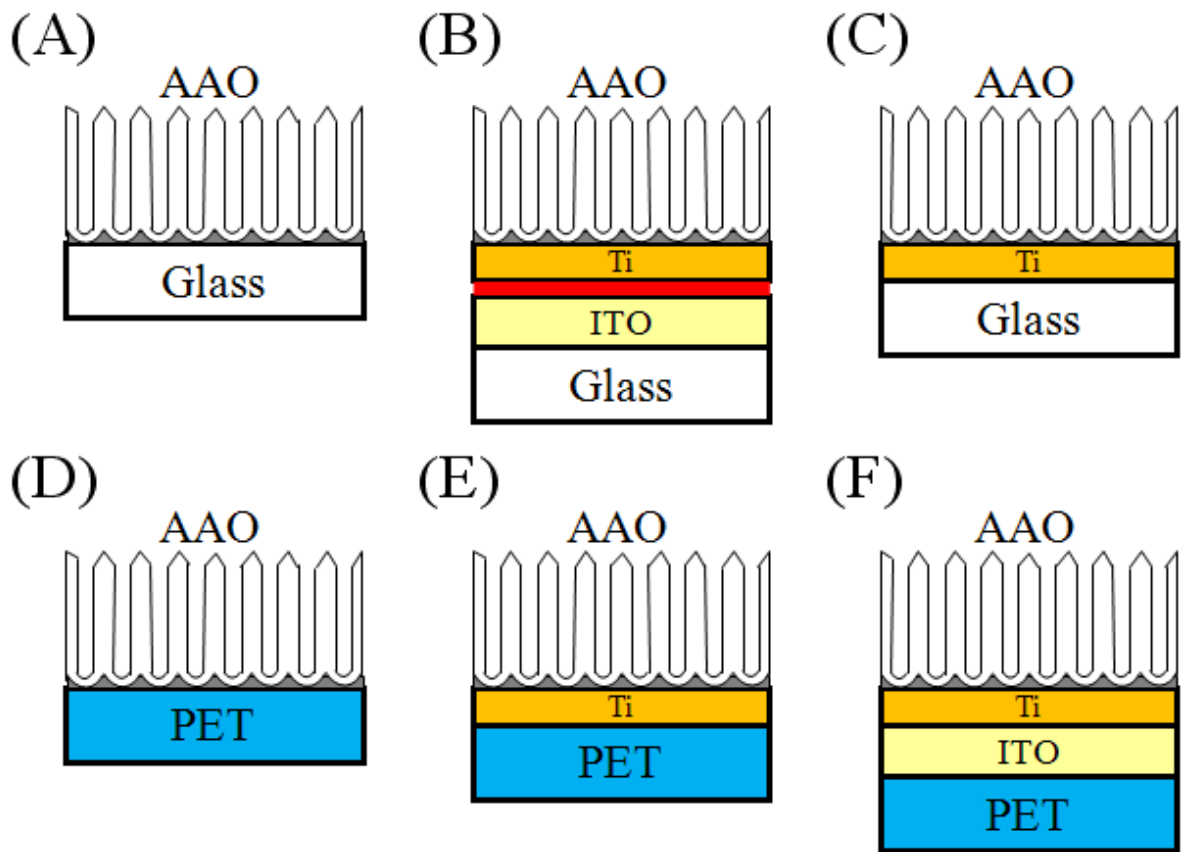 (A)
(B)
(C)
AAO
AAO
AAO
Glass
Ti
ITO
Glass
Ti
Glass
(D)
(E)
(F)
AAO
AAO
AAO
PET
Ti
PET
Ti
ITO
PET